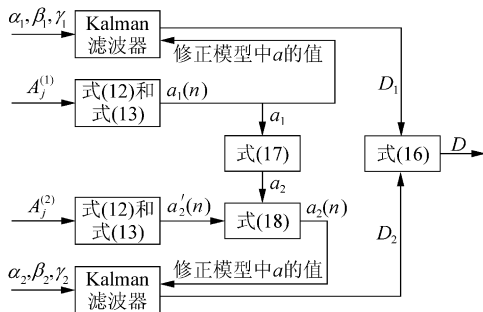 α₁,β₁,γ₁
Kalman
滤波器
修正模型中a的值
D₁
A_j^{(1)}
式(12)和
式(13)
a₁(n)
a₁
式(17)
式(16)
D
a₂
A_j^{(2)}
式(12)和
式(13)
a₂′(n)
式(18)
a₂(n)
D₂
修正模型中a的值
α₂,β₂,γ₂
Kalman
滤波器